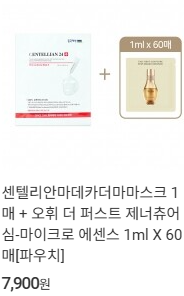 CENTELLIAN 24
1ml x 60매
센텔리안마데카더마마스크 1
매 + 오휘 더 퍼스트 제너츄어
심-마이크로 에센스 1ml X 60
매[파우치]
7,900원